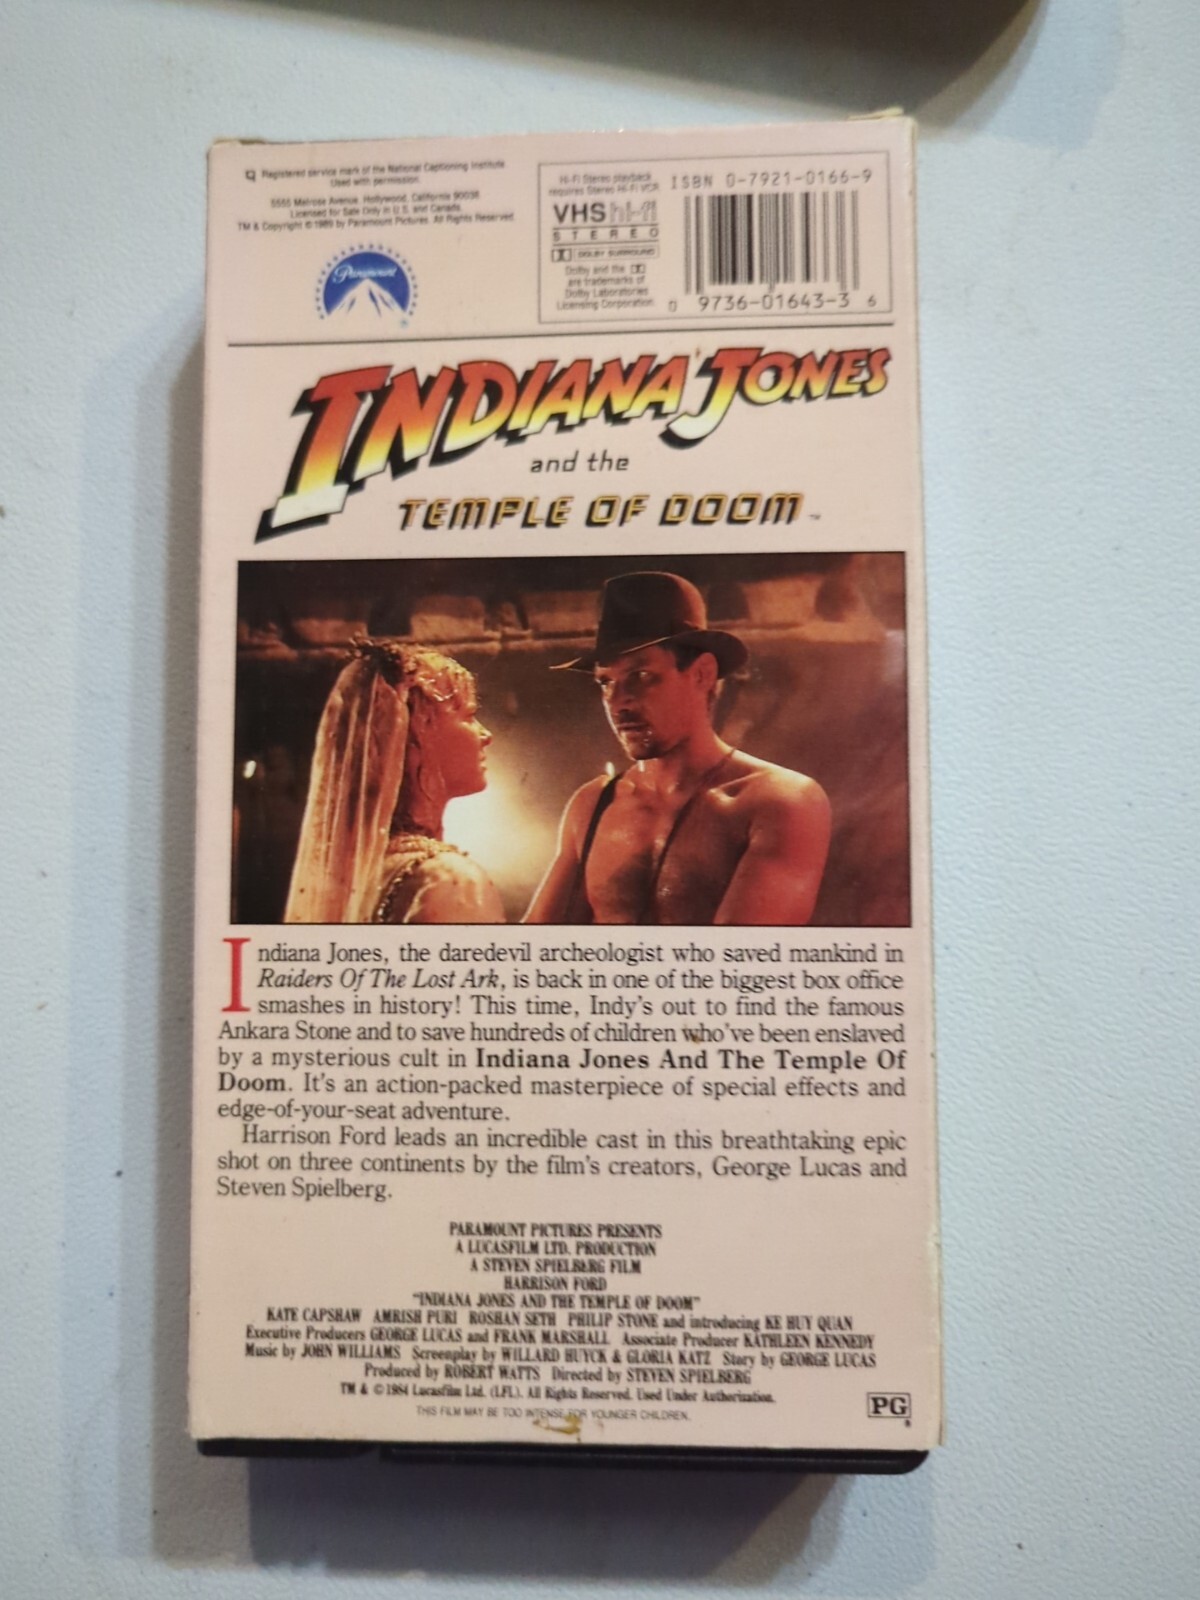 Registered service mark of the National Captioning Institute
Used with permission.
5555 Melrose Avenue, Hollywood, California 90038
Licensed for Sale Only in U.S. and Canada.
TM & Copyright © 1989 by Paramount Pictures. All Rights Reserved.
Paramount
Hi-Fi Stereo playback
requires Stereo Hi-Fi VCR
VHS hi-fi
STEREO
DOLBY SURROUND
Dolby and the
are trademarks of
Dolby Laboratories
Licensing Corporation.
ISBN 0-7921-0166-9
0 9736-01643-3 6
INDIANA JONES
and the
TEMPLE OF DOOM ™
Indiana Jones, the daredevil archeologist who saved mankind in
Raiders Of The Lost Ark, is back in one of the biggest box office
smashes in history! This time, Indy's out to find the famous
Ankara Stone and to save hundreds of children who've been enslaved
by a mysterious cult in Indiana Jones And The Temple Of
Doom. It's an action-packed masterpiece of special effects and
edge-of-your-seat adventure.
Harrison Ford leads an incredible cast in this breathtaking epic
shot on three continents by the film's creators, George Lucas and
Steven Spielberg.
PARAMOUNT PICTURES PRESENTS
A LUCASFILM LTD. PRODUCTION
A STEVEN SPIELBERG FILM
HARRISON FORD
"INDIANA JONES AND THE TEMPLE OF DOOM"
KATE CAPSHAW AMRISH PURI ROSHAN SETH PHILIP STONE and introducing KE HUY QUAN
Executive Producers GEORGE LUCAS and FRANK MARSHALL Associate Producer KATHLEEN KENNEDY
Music by JOHN WILLIAMS Screenplay by WILLARD HUYCK & GLORIA KATZ Story by GEORGE LUCAS
Produced by ROBERT WATTS Directed by STEVEN SPIELBERG
TM & © 1984 Lucasfilm Ltd. (LFL). All Rights Reserved. Used Under Authorization.
THIS FILM MAY BE TOO INTENSE FOR YOUNGER CHILDREN.
PG